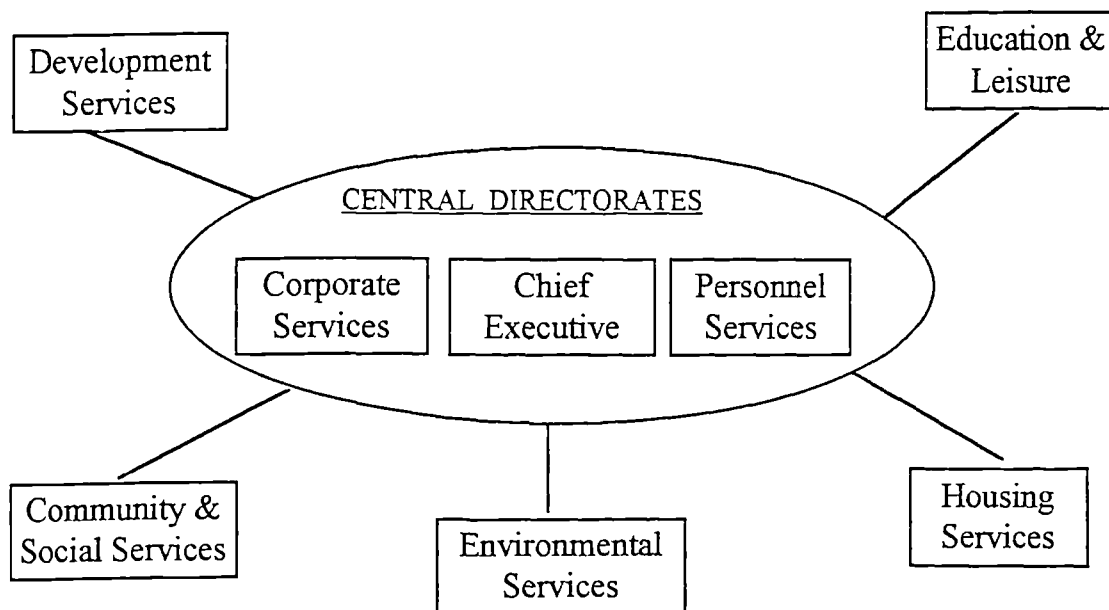 Development
Services
Education &
Leisure
CENTRAL DIRECTORATES
Corporate
Services
Chief
Executive
Personnel
Services
Community &
Social Services
Environmental
Services
Housing
Services